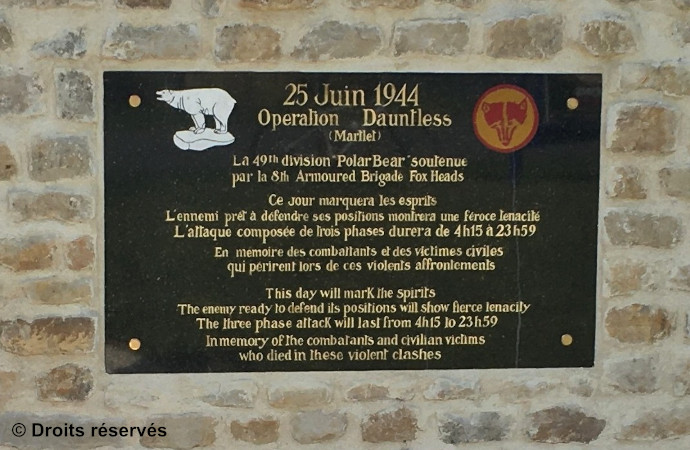 25 Juin 1944
Operation Dauntless
(Martlet)
La 49th division "Polar Bear" soutenue
par la 8th Armoured Brigade Fox Heads
Ce jour marquera les esprits
L'ennemi prêt à défendre ses positions montrera une féroce tenacité
L'attaque composée de trois phases durera de 4h15 à 23h59
En mémoire des combattants et des victimes civiles
qui périrent lors de ces violents affrontements
This day will mark the spirits
The enemy ready to defend its positions will show fierce tenacity
The three phase attack will last from 4h15 to 23h59
In memory of the combatants and civilian victims
who died in these violent clashes
© Droits réservés